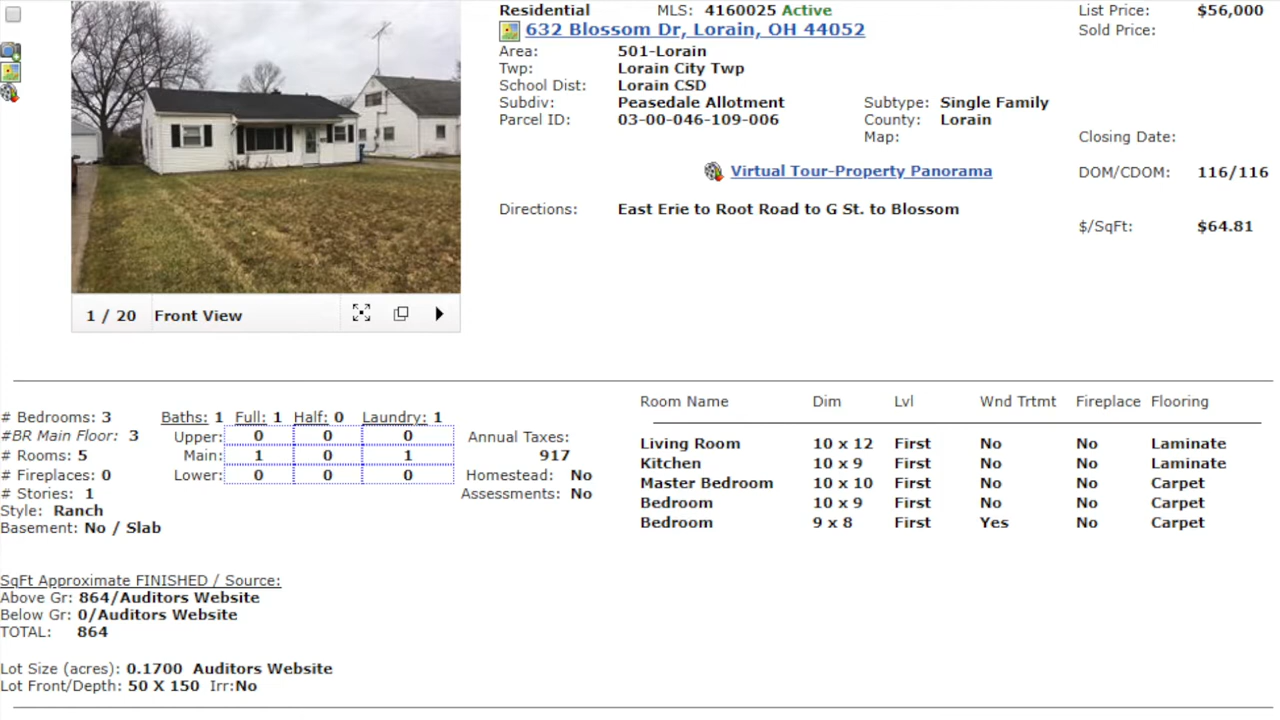 Residential MLS: 4160025 Active List Price: $56,000
632 Blossom Dr, Lorain, OH 44052 Sold Price:
Area: 501-Lorain
Twp: Lorain City Twp
School Dist: Lorain CSD
Subdiv: Peasedale Allotment Subtype: Single Family
Parcel ID: 03-00-046-109-006 County: Lorain
Map: Closing Date:
Virtual Tour-Property Panorama DOM/CDOM: 116/116
Directions: East Erie to Root Road to G St. to Blossom
$/SqFt: $64.81
1 / 20 Front View
# Bedrooms: 3 Baths: 1 Full: 1 Half: 0 Laundry: 1
#BR Main Floor: 3 Upper: 0 0 0 Annual Taxes:
# Rooms: 5 Main: 1 0 1 917
# Fireplaces: 0 Lower: 0 0 0 Homestead: No
# Stories: 1 Assessments: No
Style: Ranch
Basement: No / Slab
Room Name Dim Lvl Wnd Trtmt Fireplace Flooring
Living Room 10 x 12 First No No Laminate
Kitchen 10 x 9 First No No Laminate
Master Bedroom 10 x 10 First No No Carpet
Bedroom 10 x 9 First No No Carpet
Bedroom 9 x 8 First Yes No Carpet
SqFt Approximate FINISHED / Source:
Above Gr: 864/Auditors Website
Below Gr: 0/Auditors Website
TOTAL: 864
Lot Size (acres): 0.1700 Auditors Website
Lot Front/Depth: 50 X 150 Irr:No